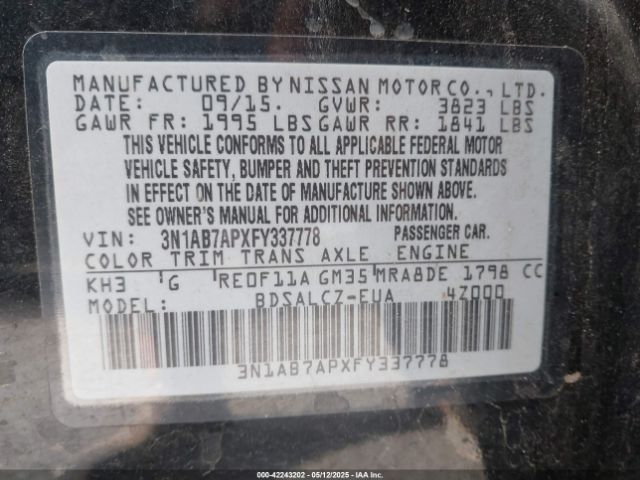 MANUFACTURED BY NISSAN MOTOR CO., LTD.
DATE: 09/15. GVWR: 3823 LBS
GAWR FR: 1995 LBS GAWR RR: 1841 LBS
THIS VEHICLE CONFORMS TO ALL APPLICABLE FEDERAL MOTOR
VEHICLE SAFETY, BUMPER AND THEFT PREVENTION STANDARDS
IN EFFECT ON THE DATE OF MANUFACTURE SHOWN ABOVE.
SEE OWNER'S MANUAL FOR ADDITIONAL INFORMATION.
VIN: 3N1AB7APXFY337778 PASSENGER CAR.
COLOR TRIM TRANS AXLE ENGINE
KH3 G RE0F11A GM35 MRA8DE 1798 CC
MODEL: BDSALCZ-EUA 4Z000
3N1AB7APXFY337778
000-42243202 - 05/12/2025 - IAAI.COM